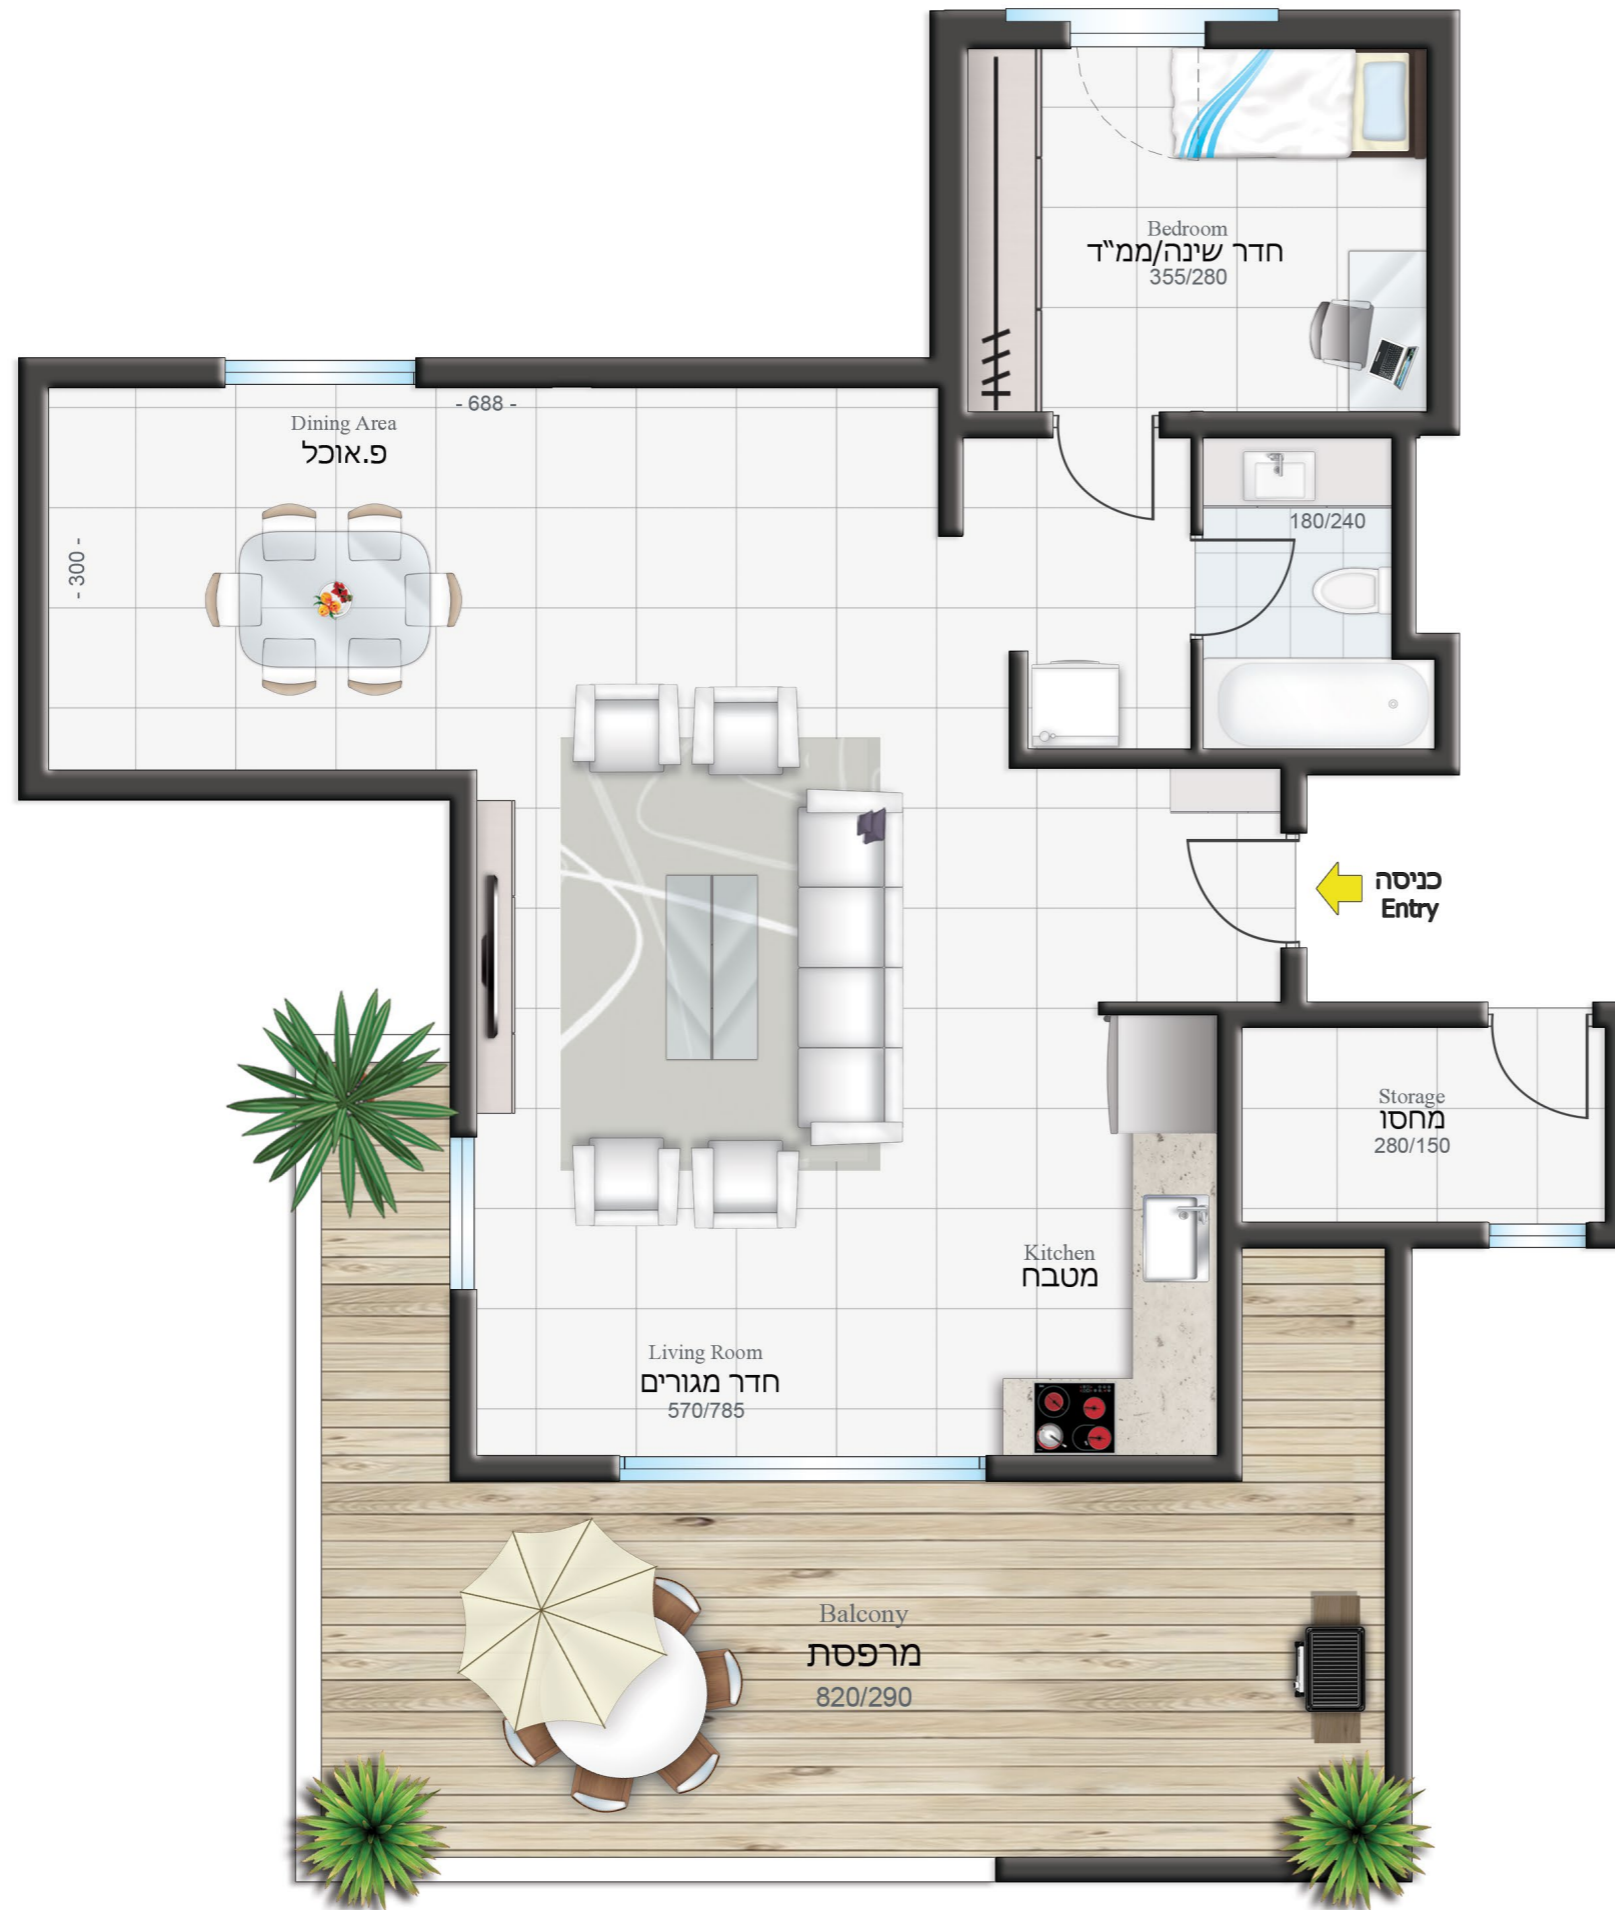 Bedroom
חדר שינה/ממ"ד
355/280
- 688 -
Dining Area
פ.אוכל
- 300 -
180/240
כניסה
Entry
Storage
מחסו
280/150
Kitchen
מטבח
Living Room
חדר מגורים
570/785
Balcony
מרפסת
820/290